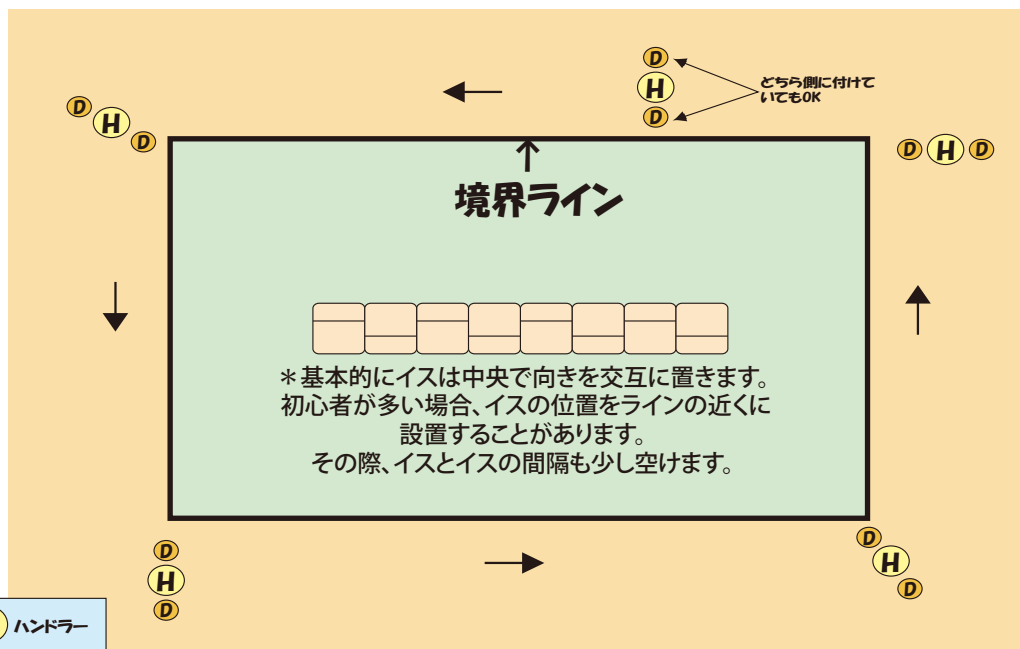 D
H
D
どちら側に付けて
いてもOK
D
H
D
D H D
↑
境界ライン
＊基本的にイスは中央で向きを交互に置きます。
初心者が多い場合、イスの位置をラインの近くに
設置することがあります。
その際、イスとイスの間隔も少し空けます。
D
H
D
D
H
D
ハンドラー